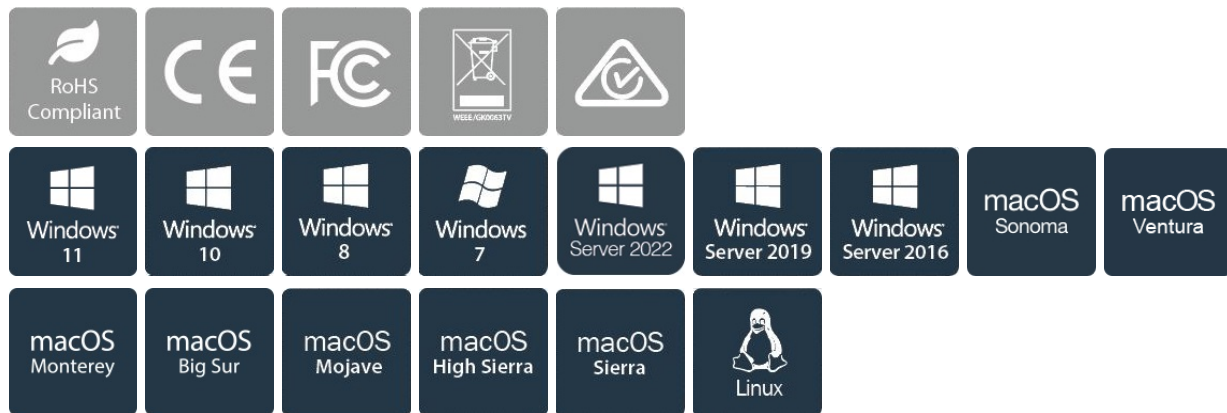 RoHS
Compliant
CE
FC
WEEE/GK0063TV
Windows
11
Windows
10
Windows
8
Windows
7
Windows
Server 2022
Windows
Server 2019
Windows
Server 2016
macOS
Sonoma
macOS
Ventura
macOS
Monterey
macOS
Big Sur
macOS
Mojave
macOS
High Sierra
macOS
Sierra
Linux